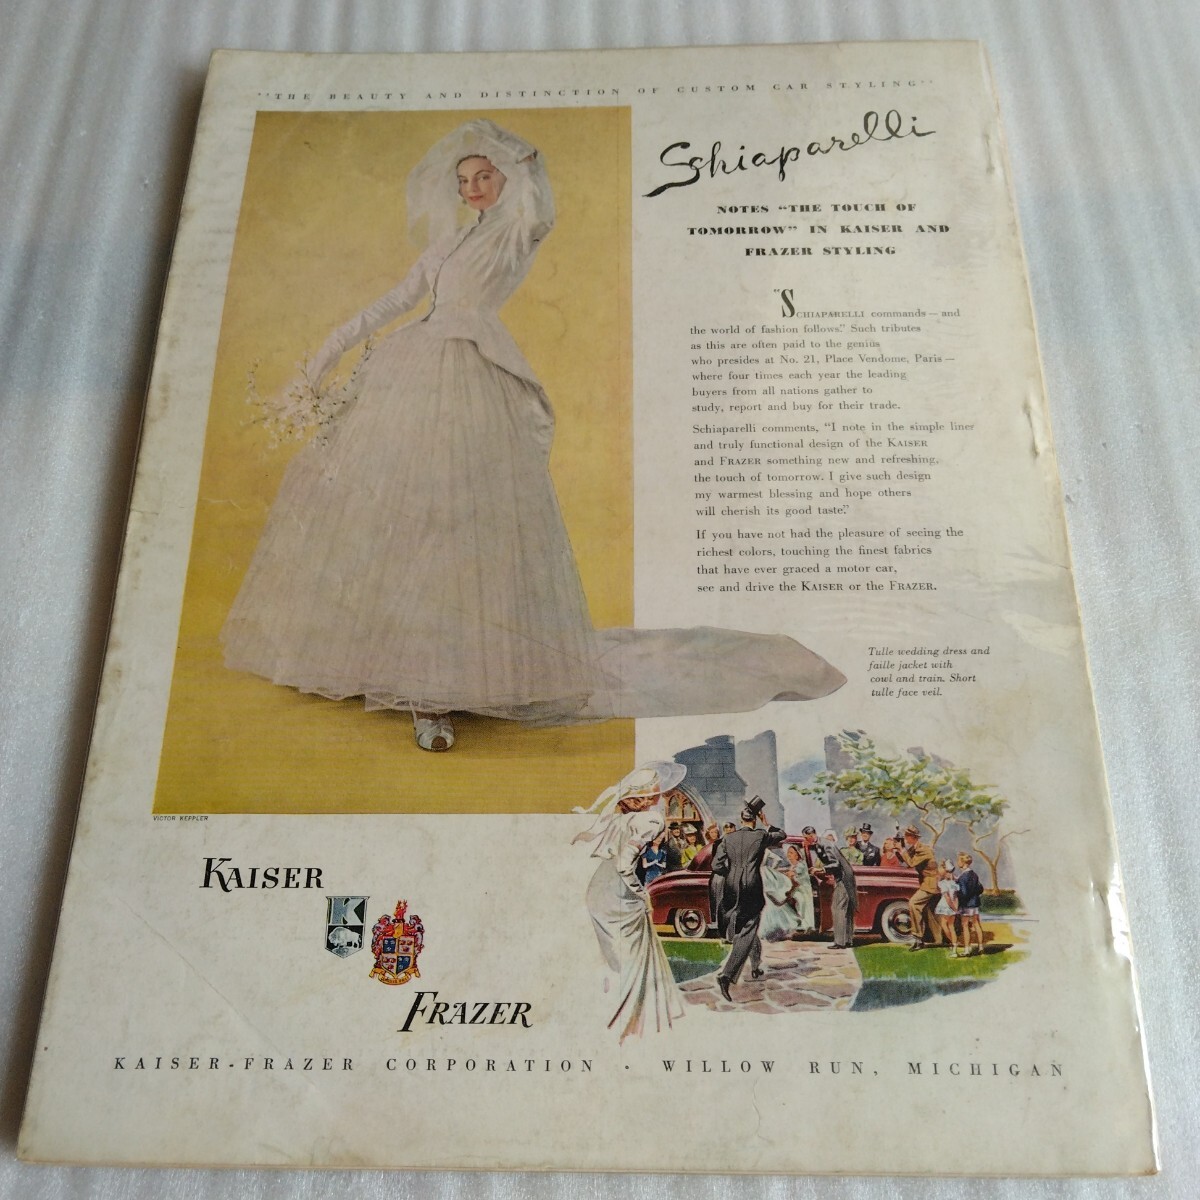 "THE BEAUTY AND DISTINCTION OF CUSTOM CAR STYLING"
Schiaparelli
NOTES "THE TOUCH OF
TOMORROW" IN KAISER AND
FRAZER STYLING
"SCHIAPARELLI commands — and
the world of fashion follows." Such tributes
as this are often paid to the genius
who presides at No. 21, Place Vendome, Paris —
where four times each year the leading
buyers from all nations gather to
study, report and buy for their trade.
Schiaparelli comments, "I note in the simple liner
and truly functional design of the KAISER
and FRAZER something new and refreshing,
the touch of tomorrow. I give such design
my warmest blessing and hope others
will cherish its good taste."
If you have not had the pleasure of seeing the
richest colors, touching the finest fabrics
that have ever graced a motor car,
see and drive the KAISER or the FRAZER.
Tulle wedding dress and
faille jacket with
cowl and train. Short
tulle face veil.
VICTOR KEPPLER
KAISER
K
FRAZER
KAISER-FRAZER CORPORATION · WILLOW RUN, MICHIGAN